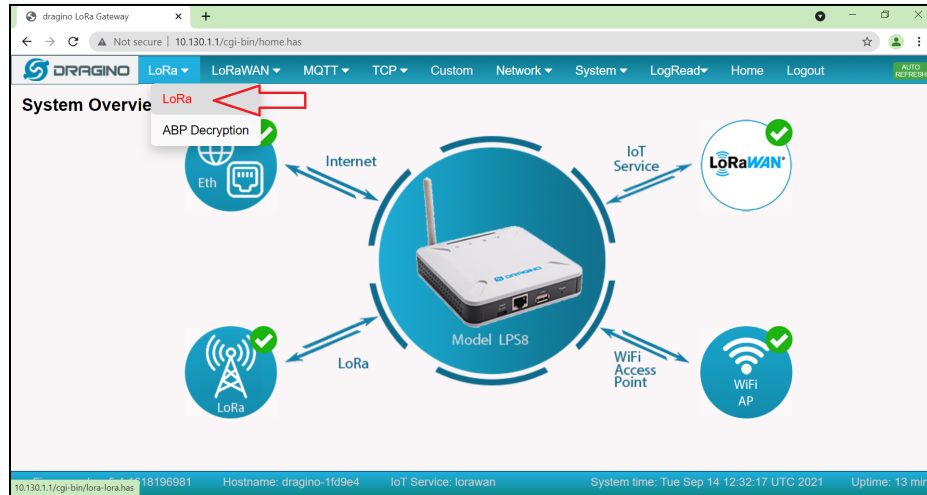 dragino LoRa Gateway
Not secure | 10.130.1.1/cgi-bin/home.has
DRAGINO LoRa LoRaWAN MQTT TCP Custom Network System LogRead Home Logout AUTO REFRESH
System Overvie
LoRa
ABP Decryption
Eth
Internet
IoT
Service
LoRaWAN
DRAGINO
Model LPS8
LoRa
LoRa
WiFi
Access
Point
WiFi
AP
10.130.1.1/cgi-bin/lora-lora.has
18196981 Hostname: dragino-1fd9e4 IoT Service: lorawan System time: Tue Sep 14 12:32:17 UTC 2021 Uptime: 13 min